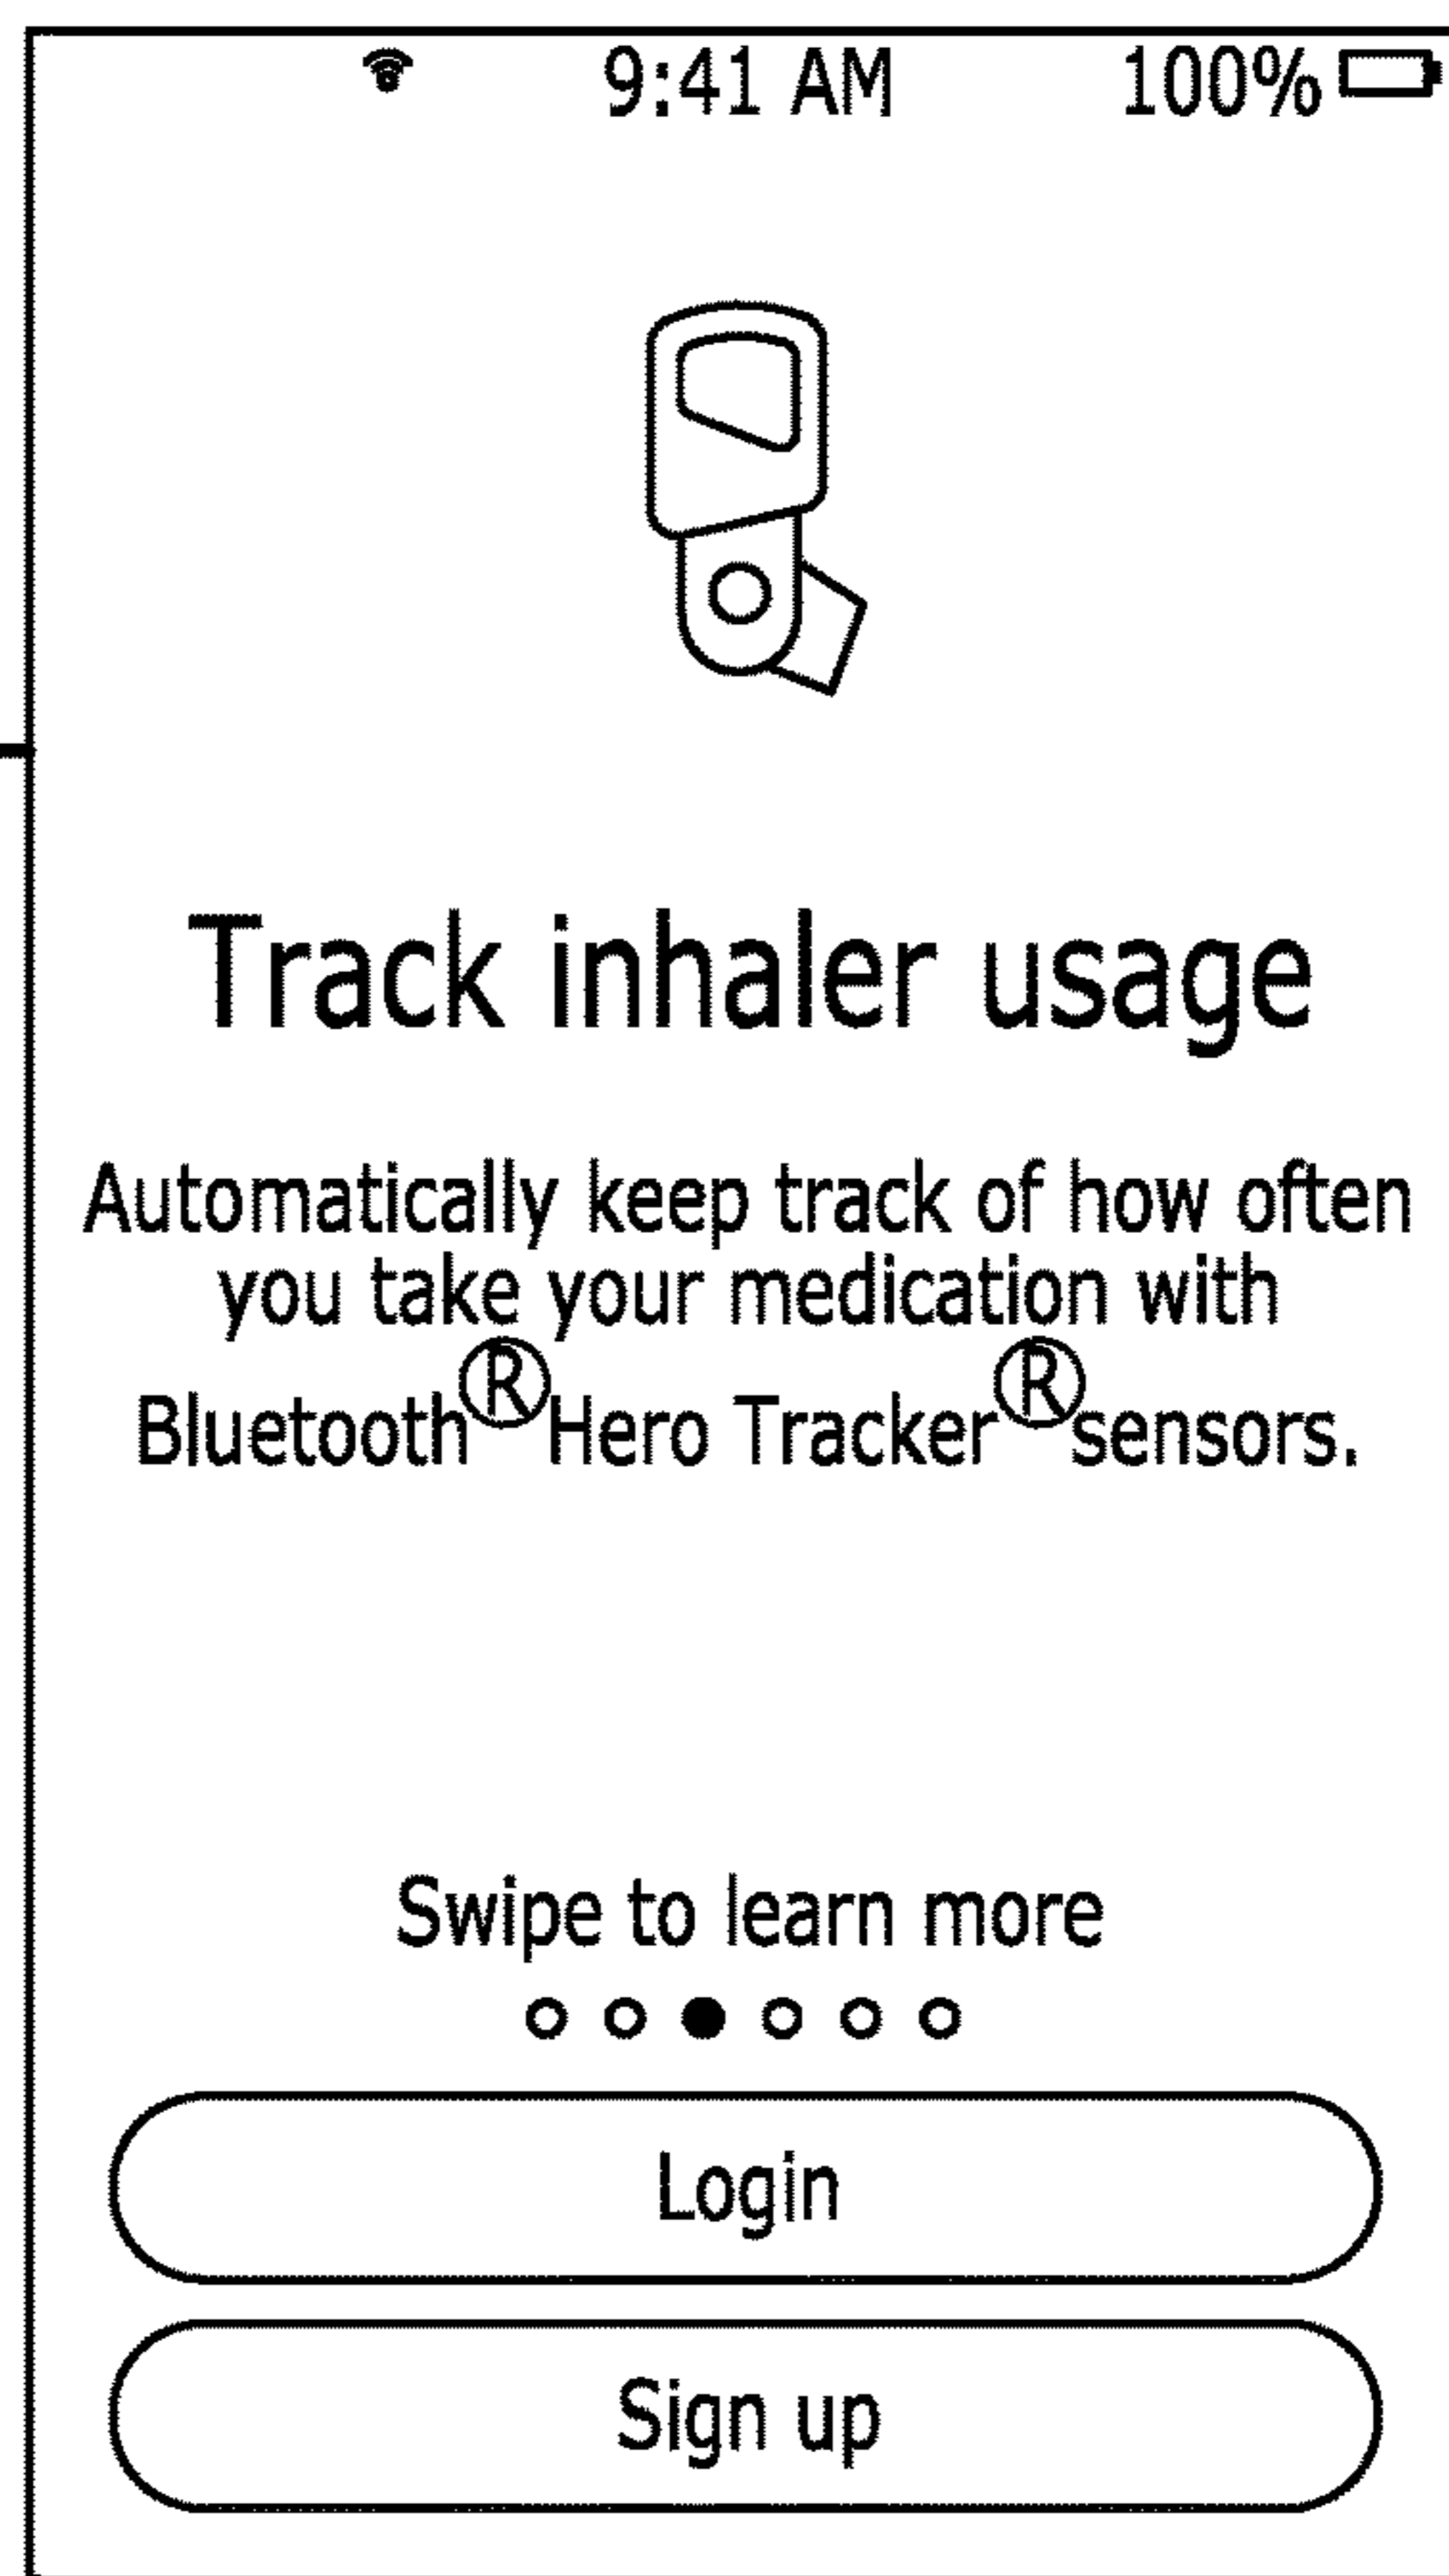 9:41 AM 100%
Track inhaler usage
Automatically keep track of how often
you take your medication with
Bluetooth® Hero Tracker® sensors.
Swipe to learn more
Login
Sign up